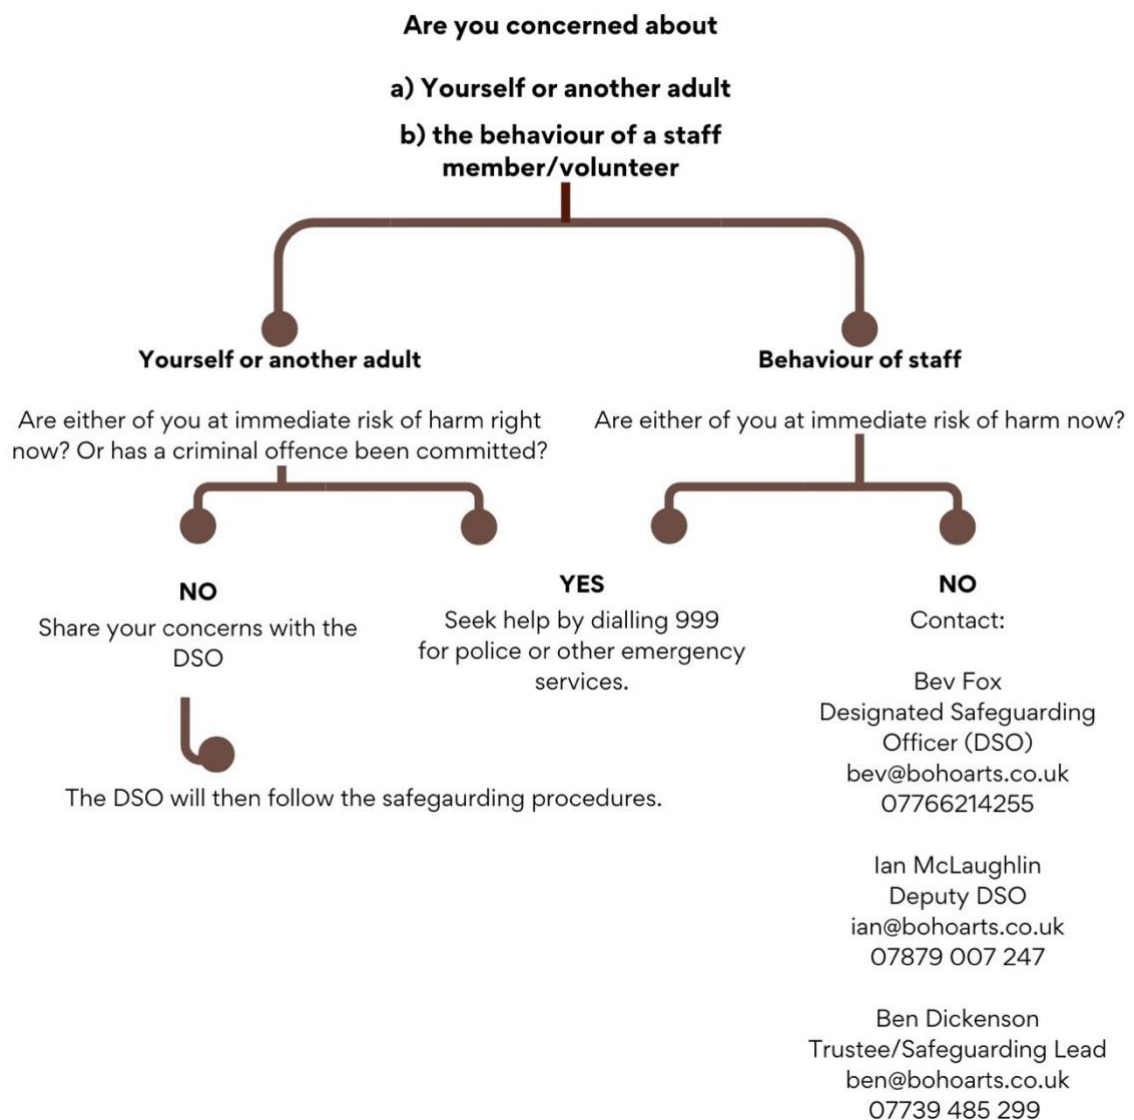 Are you concerned about
a) Yourself or another adult
b) the behaviour of a staff
member/volunteer
Yourself or another adult
Are either of you at immediate risk of harm right
now? Or has a criminal offence been committed?
Behaviour of staff
Are either of you at immediate risk of harm now?
NO
Share your concerns with the
DSO
The DSO will then follow the safegaurding procedures.
YES
Seek help by dialling 999
for police or other emergency
services.
NO
Contact:
Bev Fox
Designated Safeguarding
Officer (DSO)
bev@bohoarts.co.uk
07766214255
Ian McLaughlin
Deputy DSO
ian@bohoarts.co.uk
07879 007 247
Ben Dickenson
Trustee/Safeguarding Lead
ben@bohoarts.co.uk
07739 485 299